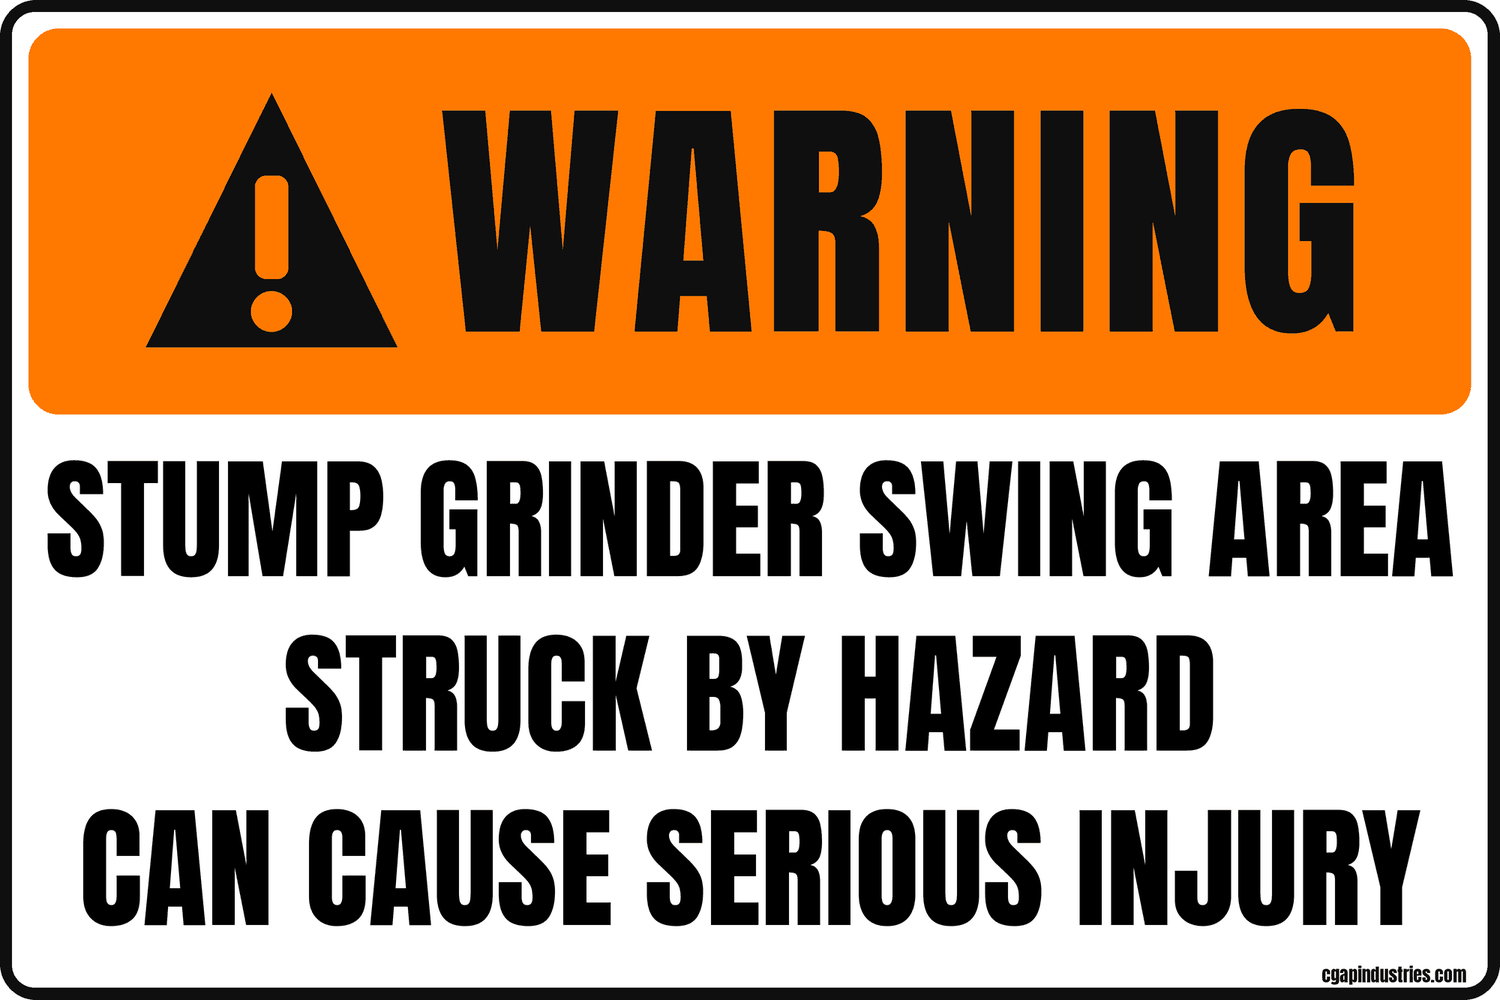 WARNING
STUMP GRINDER SWING AREA
STRUCK BY HAZARD
CAN CAUSE SERIOUS INJURY
cgapindustries.com